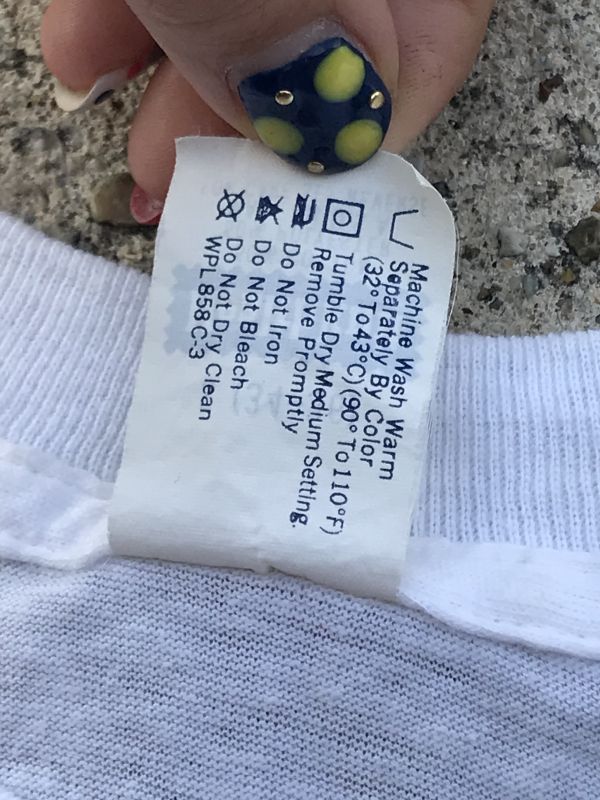 Machine Wash Warm
Separately By Color
(32° To 43°C) (90° To 110°F)
Tumble Dry Medium Setting.
Remove Promptly
Do Not Iron
Do Not Bleach
Do Not Dry Clean
WPL 858 C-3